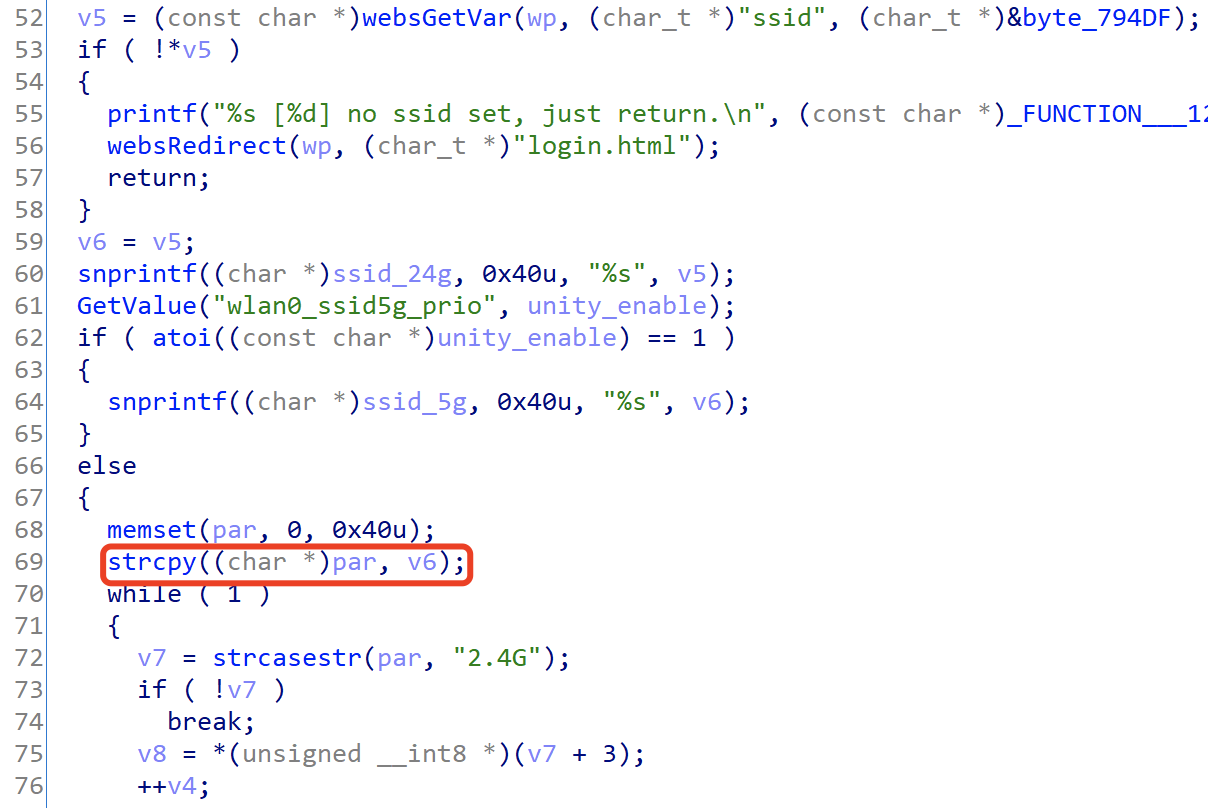 52 v5 = (const char *)websGetVar(wp, (char_t *)"ssid", (char_t *)&byte_794DF);
53 if ( !*v5 )
54 {
55 printf("%s [%d] no ssid set, just return.\n", (const char *)_FUNCTION___12
56 websRedirect(wp, (char_t *)"login.html");
57 return;
58 }
59 v6 = v5;
60 snprintf((char *)ssid_24g, 0x40u, "%s", v5);
61 GetValue("wlan0_ssid5g_prio", unity_enable);
62 if ( atoi((const char *)unity_enable) == 1 )
63 {
64 snprintf((char *)ssid_5g, 0x40u, "%s", v6);
65 }
66 else
67 {
68 memset(par, 0, 0x40u);
69 strcpy((char *)par, v6);
70 while ( 1 )
71 {
72 v7 = strcasestr(par, "2.4G");
73 if ( !v7 )
74 break;
75 v8 = *(unsigned __int8 *)(v7 + 3);
76 ++v4;